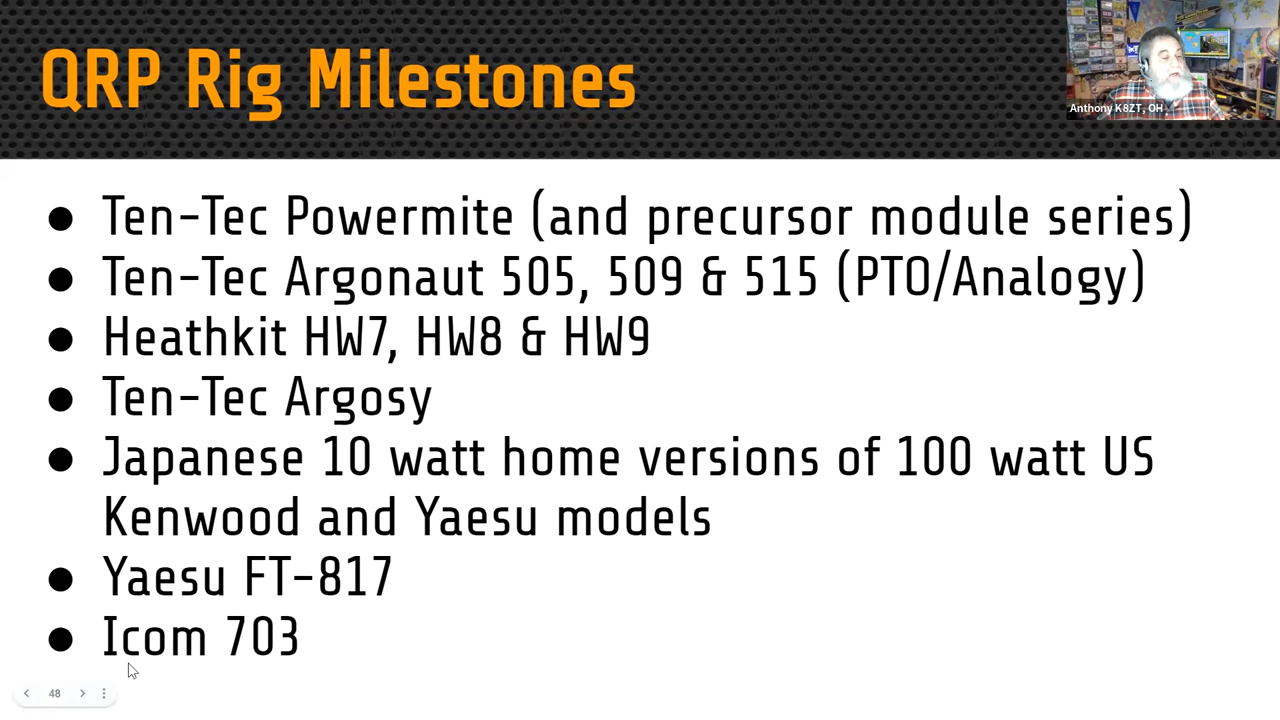 QRP Rig Milestones
Anthony K8ZT, OH
● Ten-Tec Powermite (and precursor module series)
● Ten-Tec Argonaut 505, 509 & 515 (PTO/Analogy)
● Heathkit HW7, HW8 & HW9
● Ten-Tec Argosy
● Japanese 10 watt home versions of 100 watt US
Kenwood and Yaesu models
● Yaesu FT-817
● Icom 703
48